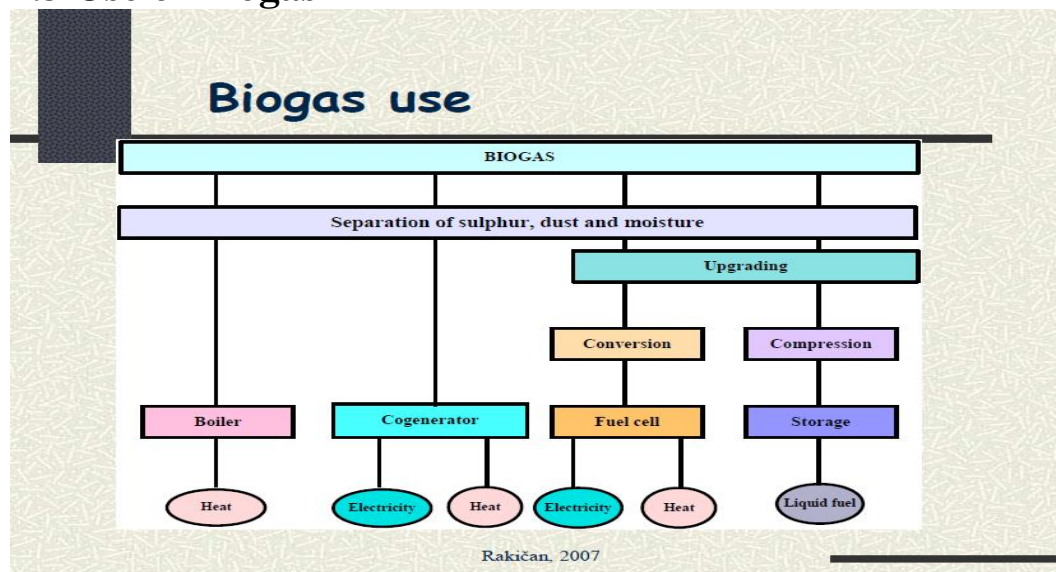 Biogas use
BIOGAS
Separation of sulphur, dust and moisture
Upgrading
Conversion
Compression
Boiler
Cogenerator
Fuel cell
Storage
Heat
Electricity
Heat
Electricity
Heat
Liquid fuel
Rakičan, 2007